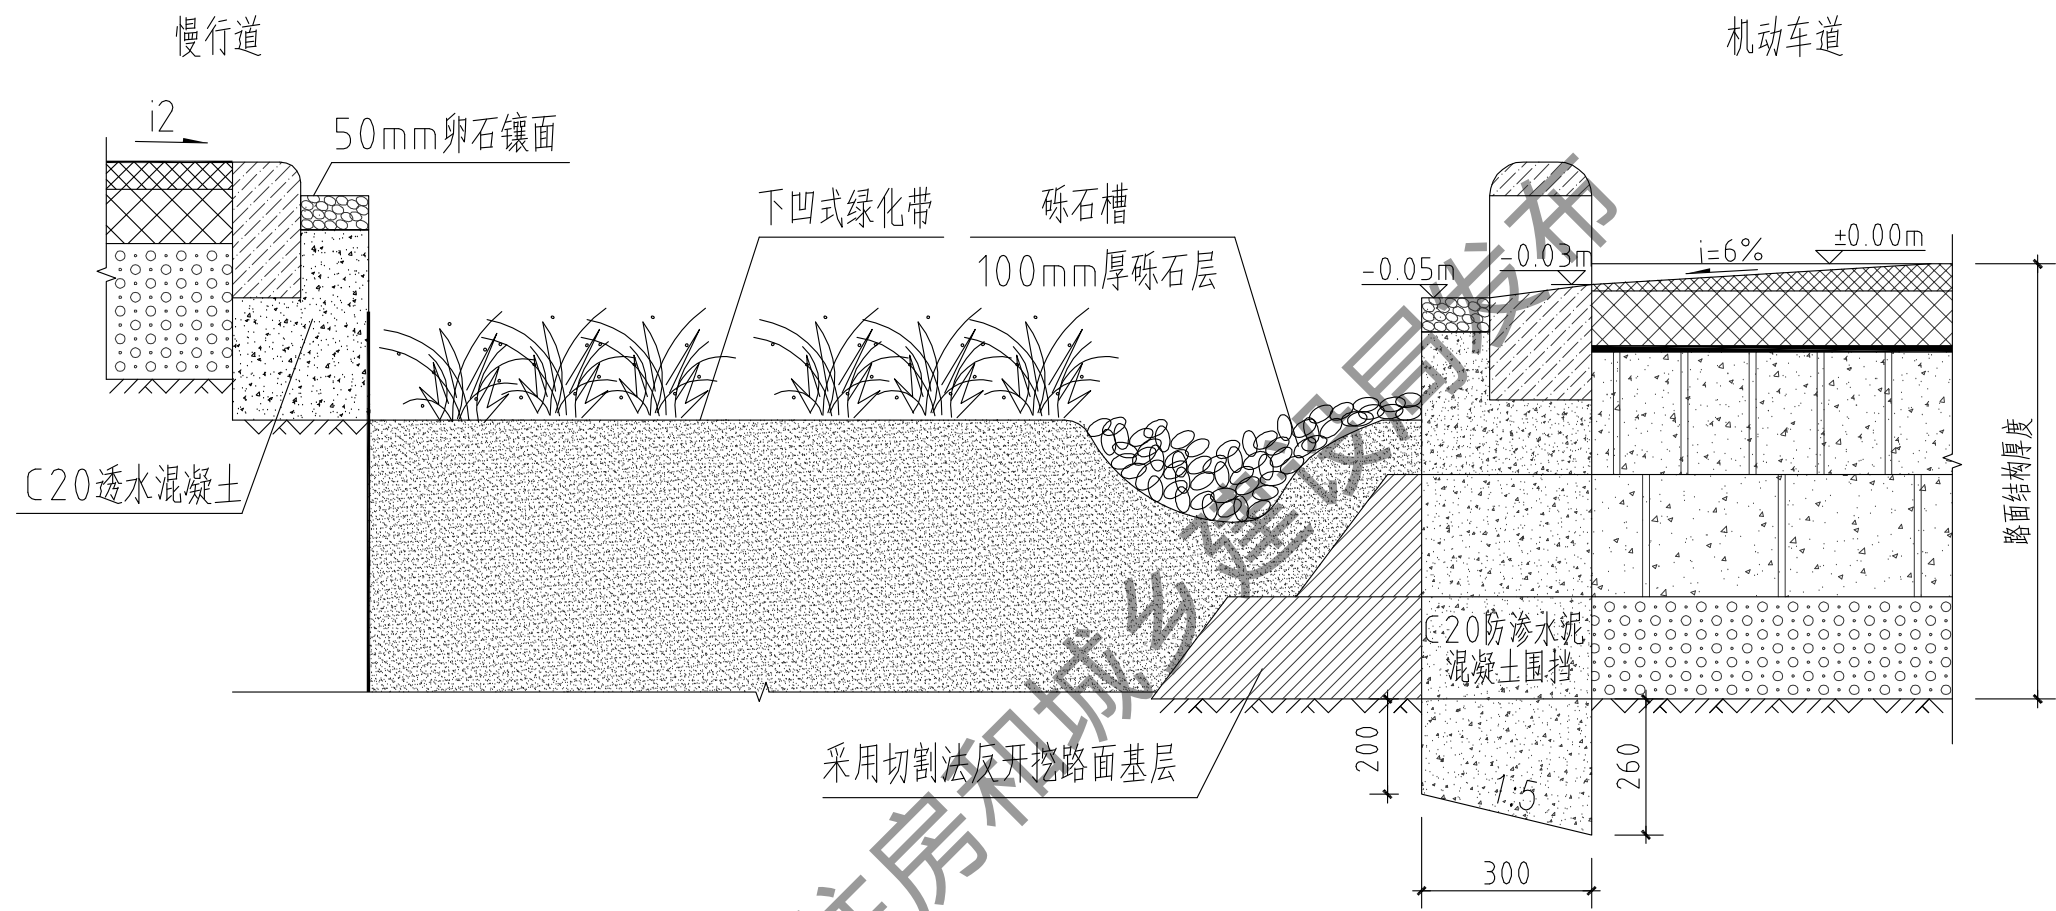 慢行道
机动车道
i2
50mm卵石镶面
下凹式绿化带
砾石槽
100mm厚砾石层
-0.05m
-0.03m
i=6%
±0.00m
C20透水混凝土
路面结构厚度
C20防渗水泥
混凝土围挡
采用切割法反开挖路面基层
200
260
1:5
300
住房和城乡建设局发布